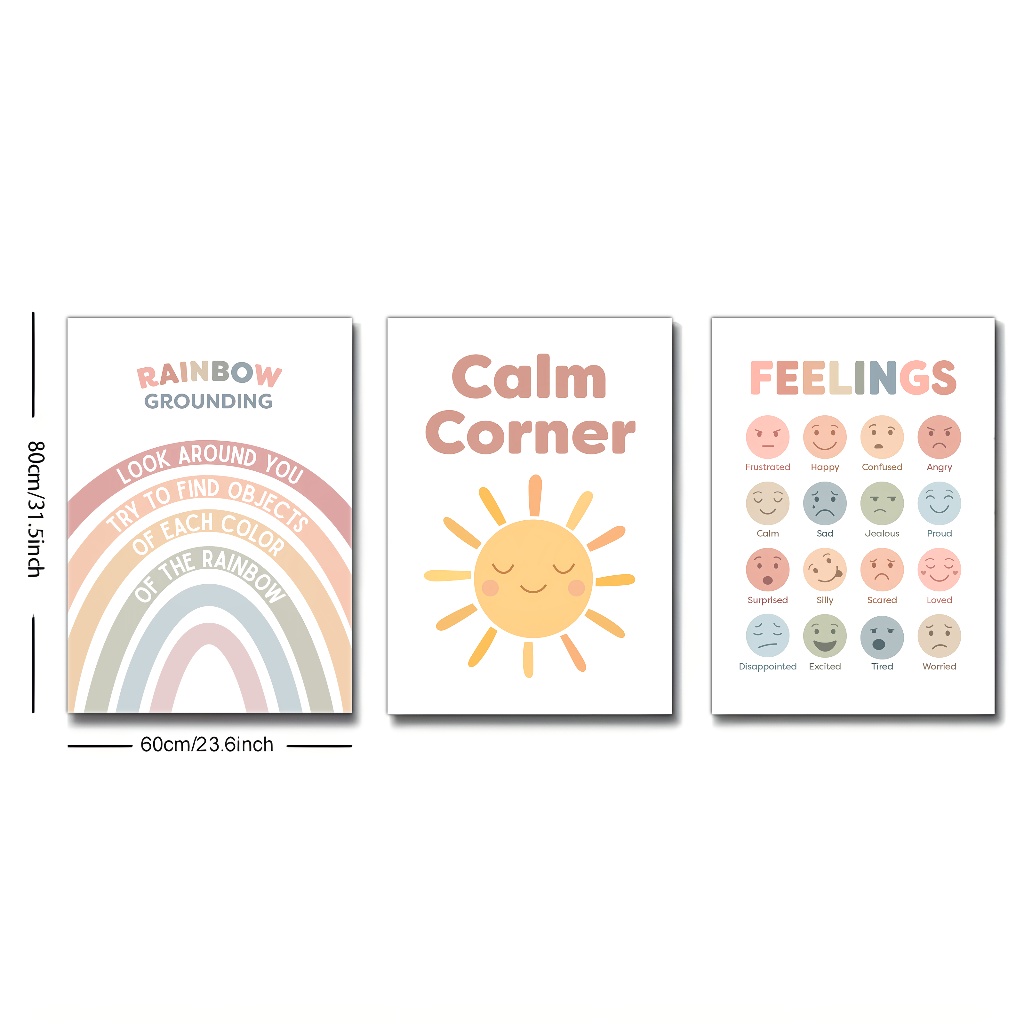 80cm/31.5inch
60cm/23.6inch
RAINBOW
GROUNDING
LOOK AROUND YOU
TRY TO FIND OBJECTS
OF EACH COLOR
OF THE RAINBOW
Calm
Corner
FEELINGS
Frustrated Happy Confused Angry
Calm Sad Jealous Proud
Surprised Silly Scared Loved
Disappointed Excited Tired Worried